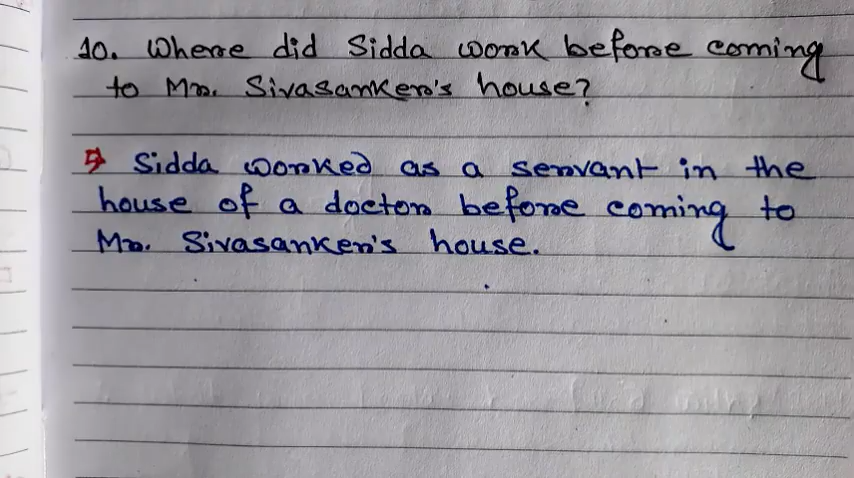 10. Where did Sidda work before coming
to Mr. Sivasanker's house?
⇒ Sidda worked as a servant in the
house of a doctor before coming to
Mr. Sivasanker's house.